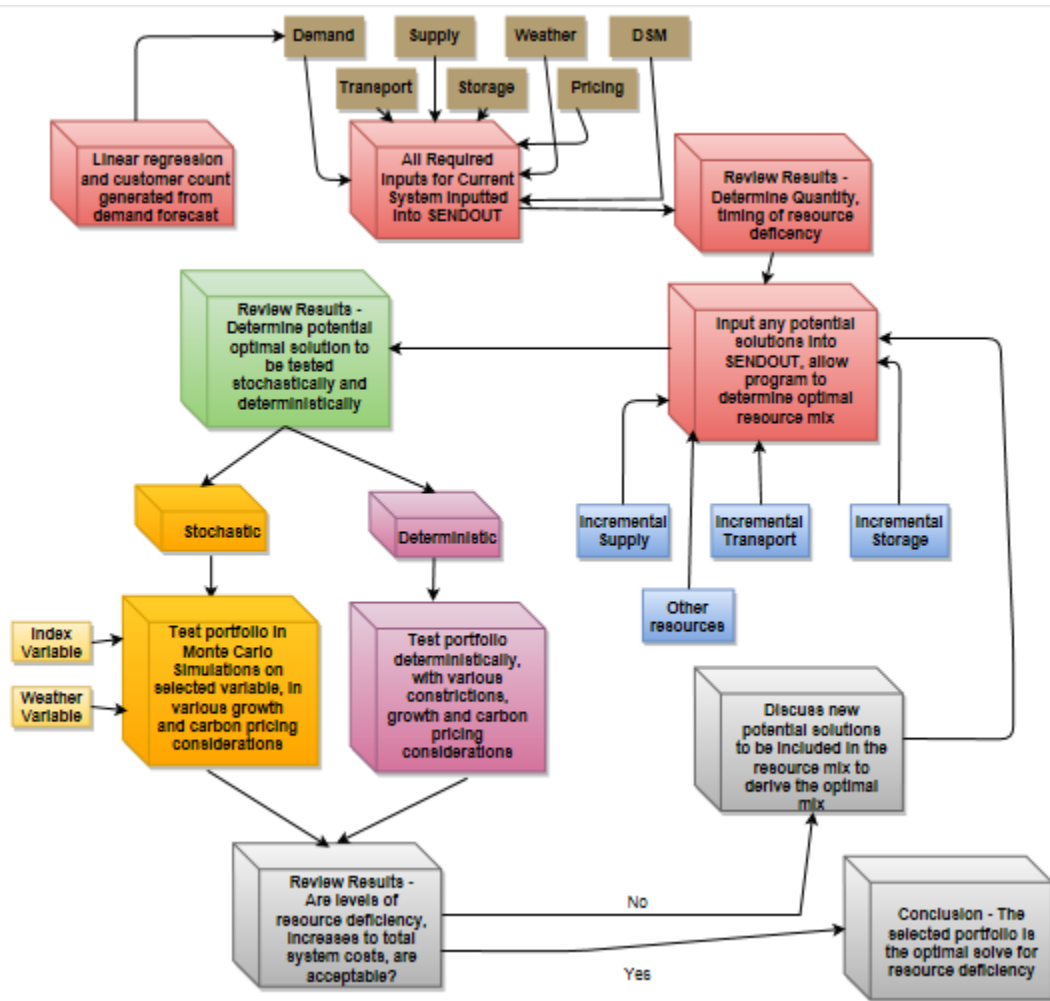 Demand
Supply
Weather
DSM
Transport
Storage
Pricing
Linear regression
and customer count
generated from
demand forecast
All Required
Inputs for Current
System Inputted
Into SENDOUT
Review Results -
Determine Quantity,
timing of resource
deficency
Review Results -
Determine potential
optimal solution to
be tested
stochastically and
deterministically
Input any potential
solutions into
SENDOUT, allow
program to
determine optimal
resource mix
Stochastic
Deterministic
Incremental
Supply
Incremental
Transport
Incremental
Storage
Other
resources
Index
Variable
Weather
Variable
Test portfolio in
Monte Carlo
Simulations on
selected variable, in
various growth
and carbon pricing
considerations
Test portfolio
deterministically,
with various
constrictions,
growth and carbon
pricing
considerations
Discuss new
potential solutions
to be included in the
resource mix to
derive the optimal
mix
Review Results -
Are levels of
resource deficiency,
increases to total
system costs, are
acceptable?
No
Yes
Conclusion - The
selected portfolio is
the optimal solve for
resource deficiency